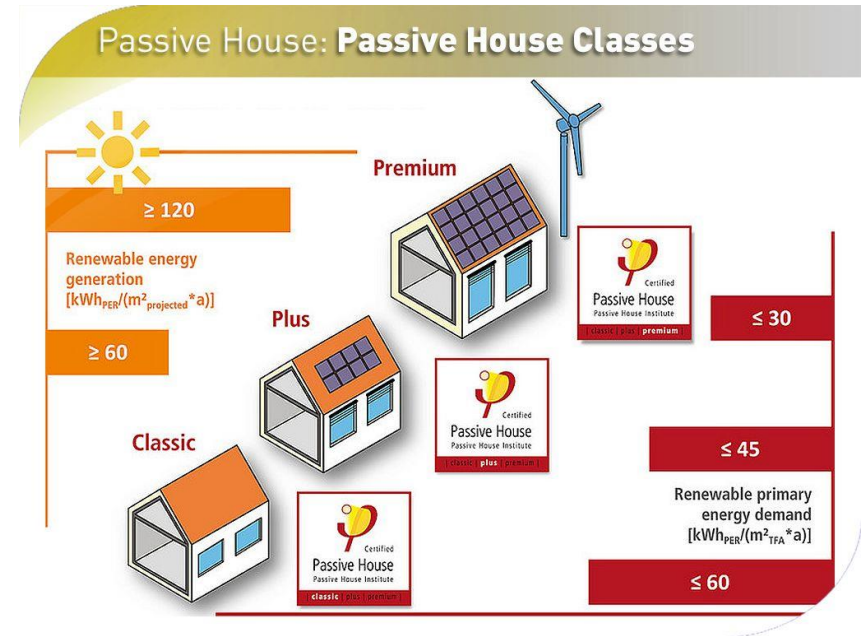 Passive House: Passive House Classes
Premium
≥ 120
Renewable energy
generation
[kWhPER/(m²projected*a)]
Certified
Passive House
Passive House Institute
| classic | plus | premium |
≤ 30
Plus
≥ 60
Certified
Passive House
Passive House Institute
| classic | plus | premium |
Classic
≤ 45
Renewable primary
energy demand
[kWhPER/(m²TFA*a)]
Certified
Passive House
Passive House Institute
| classic | plus | premium |
≤ 60